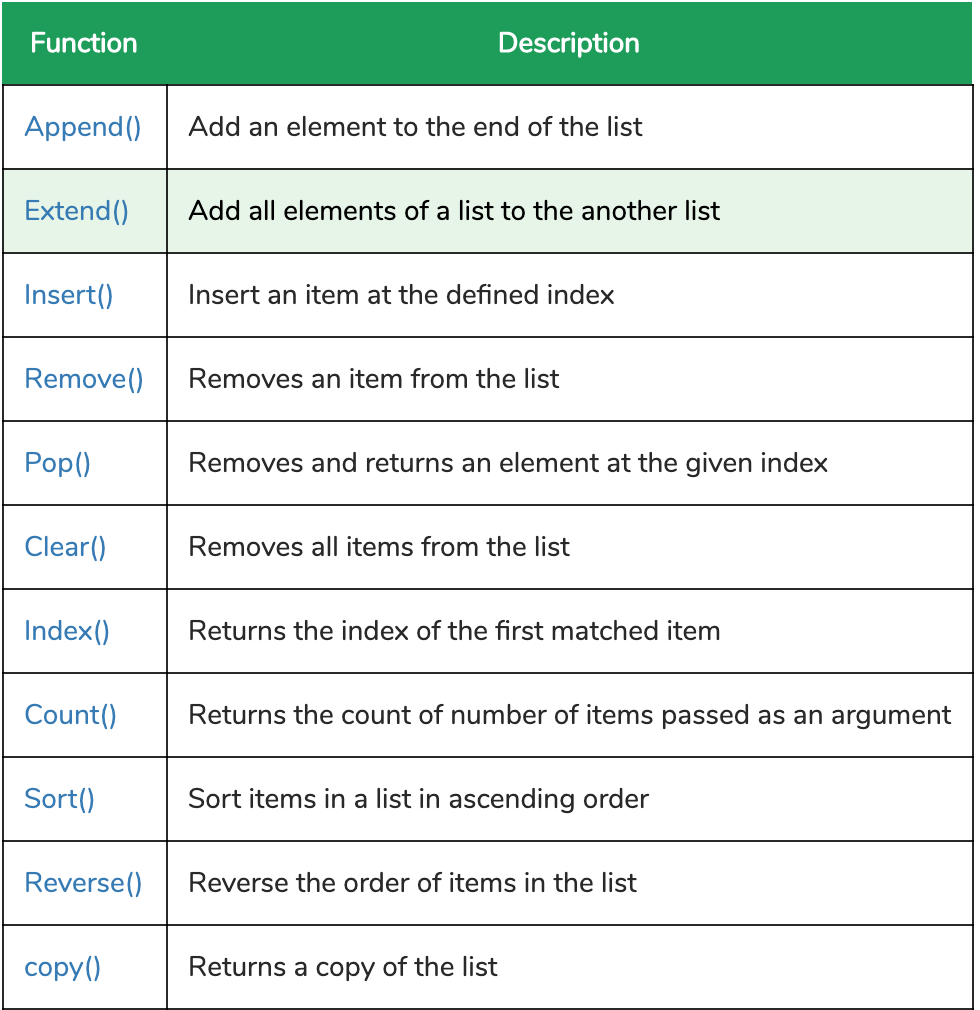 Function Description
Append() Add an element to the end of the list
Extend() Add all elements of a list to the another list
Insert() Insert an item at the defined index
Remove() Removes an item from the list
Pop() Removes and returns an element at the given index
Clear() Removes all items from the list
Index() Returns the index of the first matched item
Count() Returns the count of number of items passed as an argument
Sort() Sort items in a list in ascending order
Reverse() Reverse the order of items in the list
copy() Returns a copy of the list